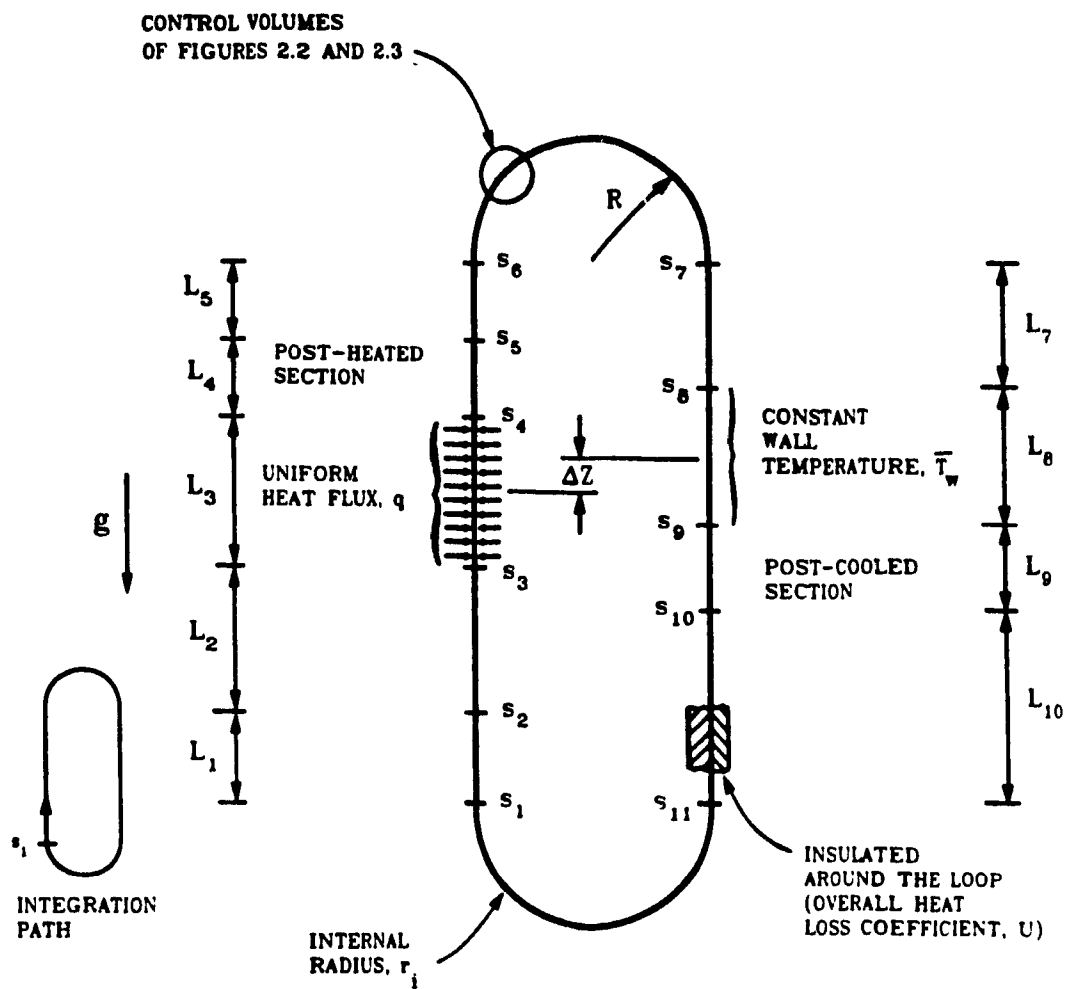 CONTROL VOLUMES
OF FIGURES 2.2 AND 2.3
R
S6
S7
L5
L7
S5
POST-HEATED
SECTION
L4
S8
S4
CONSTANT
WALL
TEMPERATURE, T̅w
UNIFORM
HEAT FLUX, q
L3
ΔZ
L8
g
S9
S3
POST-COOLED
SECTION
L9
S10
L2
L10
S2
L1
S1
S11
s1
INTEGRATION
PATH
INTERNAL
RADIUS, ri
INSULATED
AROUND THE LOOP
(OVERALL HEAT
LOSS COEFFICIENT, U)